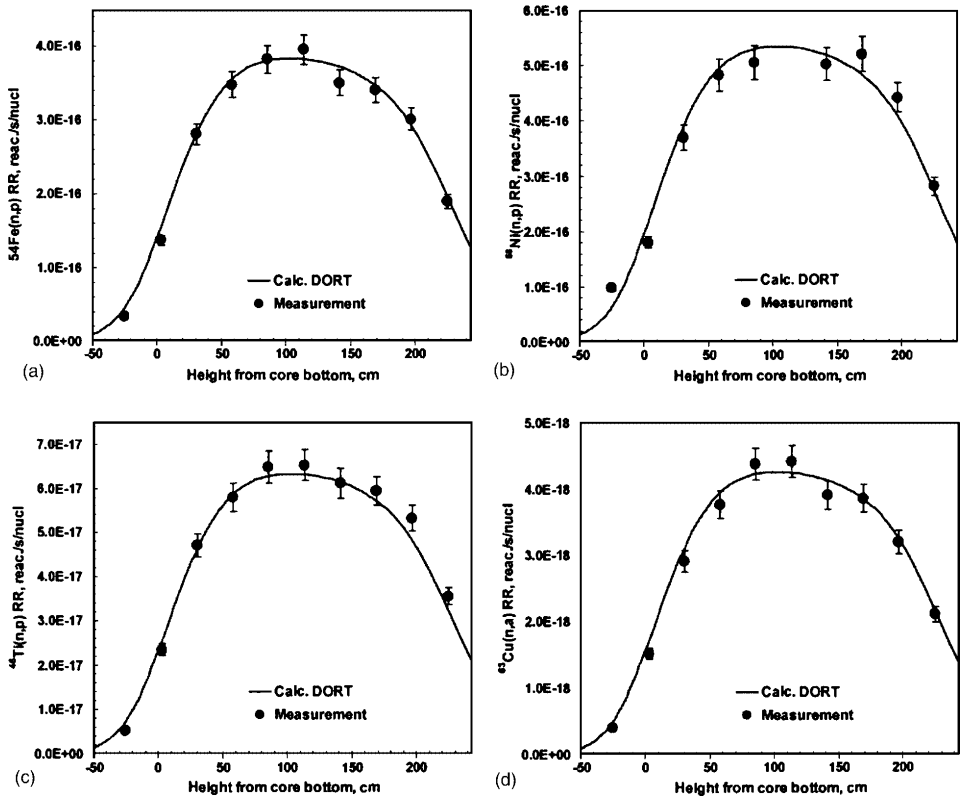 4.0E-16
3.0E-16
2.0E-16
1.0E-16
0.0E+00
54Fe(n,p) RR, reac./s/nucl
Calc. DORT
Measurement
-50 0 50 100 150 200
Height from core bottom, cm
(a)
6.0E-16
5.0E-16
4.0E-16
3.0E-16
2.0E-16
1.0E-16
0.0E+00
Ni(n,p) RR, reac./s/nucl
Calc. DORT
Measurement
-50 0 50 100 150 200
Height from core bottom, cm
(b)
7.0E-17
6.0E-17
5.0E-17
4.0E-17
3.0E-17
2.0E-17
1.0E-17
0.0E+00
Ti(n,p) RR, reac./s/nucl
Calc. DORT
Measurement
-50 0 50 100 150 200
Height from core bottom, cm
(c)
5.0E-18
4.0E-18
3.0E-18
2.0E-18
1.0E-18
0.0E+00
63Cu(n,a) RR, reac./s/nucl
Calc. DORT
Measurement
-50 0 50 100 150 200
Height from core bottom, cm
(d)